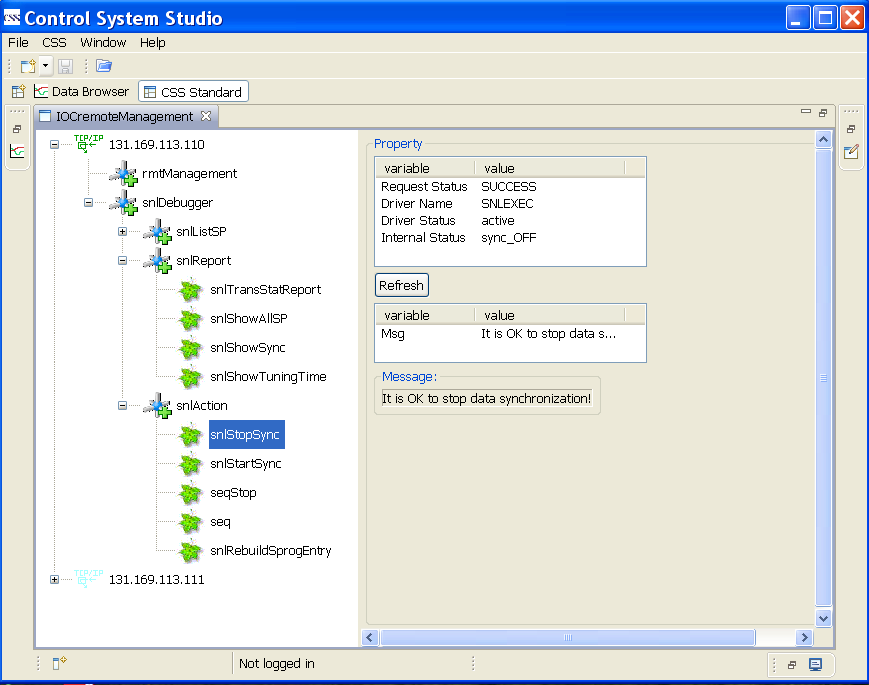 CSS Control System Studio
File CSS Window Help
Data Browser CSS Standard
IOCremoteManagement
TCP/IP 131.169.113.110
rmtManagement
snlDebugger
snlListSP
snlReport
snlTransStatReport
snlShowAllSP
snlShowSync
snlShowTuningTime
snlAction
snlStopSync
snlStartSync
seqStop
seq
snlRebuildSprogEntry
TCP/IP 131.169.113.111
Property
variable value
Request Status SUCCESS
Driver Name SNLEXEC
Driver Status active
Internal Status sync_OFF
Refresh
variable value
Msg It is OK to stop data s...
Message:
It is OK to stop data synchronization!
Not logged in